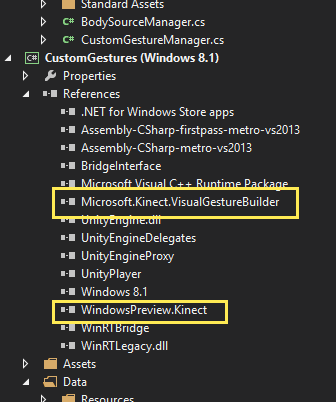 Standard Assets
C# BodySourceManager.cs
C# CustomGestureManager.cs
C# CustomGestures (Windows 8.1)
Properties
References
.NET for Windows Store apps
Assembly-CSharp-firstpass-metro-vs2013
Assembly-CSharp-metro-vs2013
BridgeInterface
Microsoft Visual C++ Runtime Package
Microsoft.Kinect.VisualGestureBuilder
UnityEngine.dll
UnityEngineDelegates
UnityEngineProxy
UnityPlayer
Windows 8.1
WindowsPreview.Kinect
WinRTBridge
WinRTLegacy.dll
Assets
Data
Resources